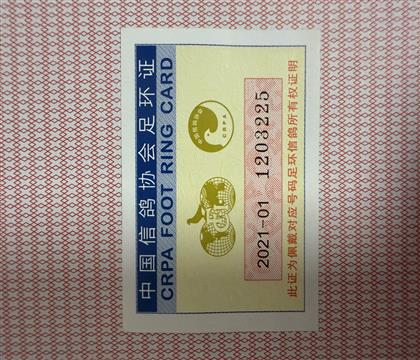 中国信鸽协会足环证
CRPA FOOT RING CARD
CRPA
2021-01 1203225
此证为佩戴对应号码足环信鸽所有权证明